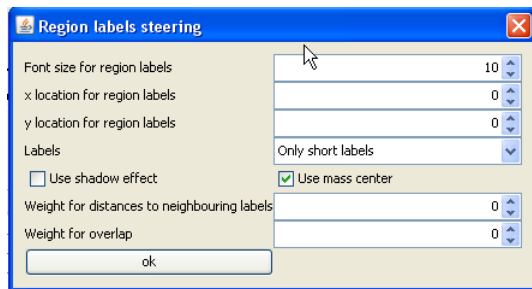 Region labels steering
Font size for region labels 10
x location for region labels 0
y location for region labels 0
Labels Only short labels
Use shadow effect Use mass center
Weight for distances to neighbouring labels 0
Weight for overlap 0
ok